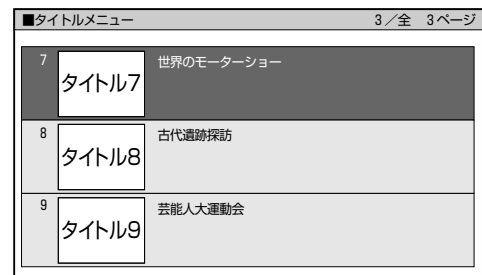 ■タイトルメニュー 3／全 3ページ
7 タイトル7 世界のモーターショー
8 タイトル8 古代遺跡探訪
9 タイトル9 芸能人大運動会